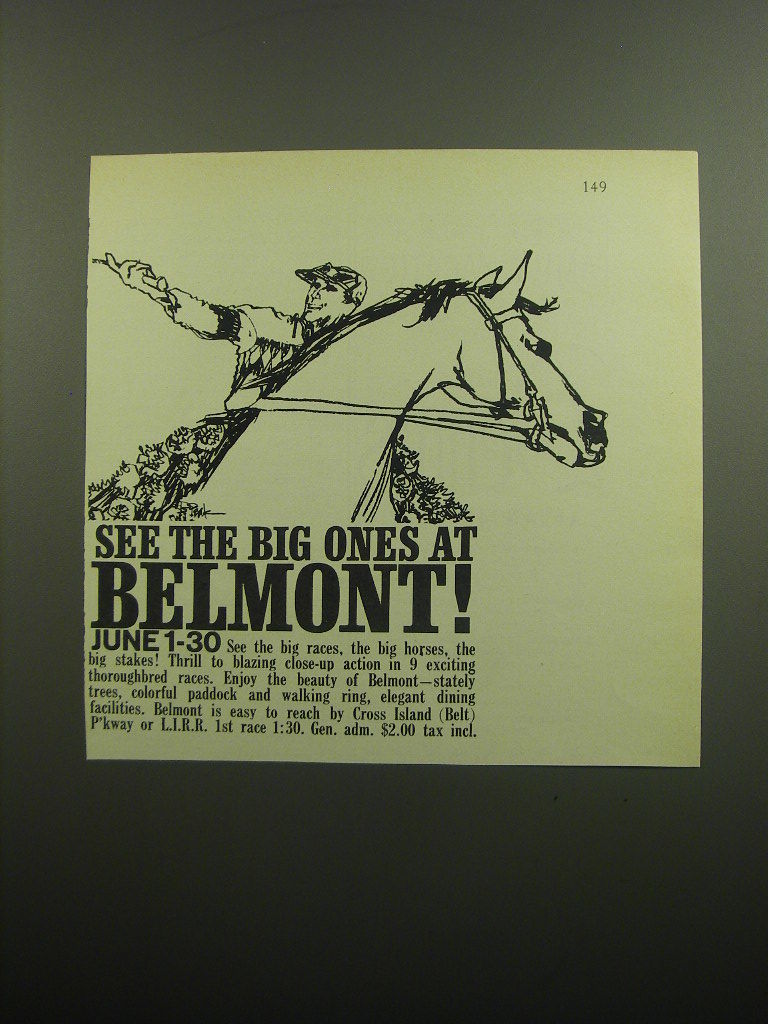 149
SEE THE BIG ONES AT
BELMONT!
JUNE 1-30 See the big races, the big horses, the
big stakes! Thrill to blazing close-up action in 9 exciting
thoroughbred races. Enjoy the beauty of Belmont—stately
trees, colorful paddock and walking ring, elegant dining
facilities. Belmont is easy to reach by Cross Island (Belt)
P'kway or L.I.R.R. 1st race 1:30. Gen. adm. $2.00 tax incl.